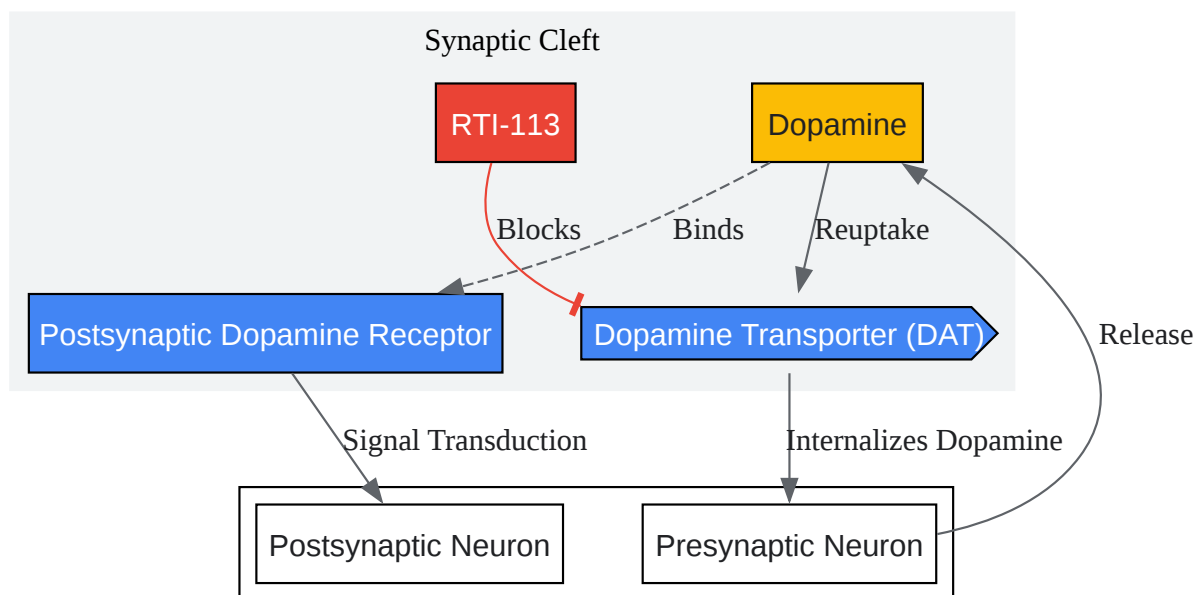 Synaptic Cleft
RTI-113
Dopamine
Blocks
Binds
Reuptake
Postsynaptic Dopamine Receptor
Dopamine Transporter (DAT)
Release
Signal Transduction
Internalizes Dopamine
Postsynaptic Neuron
Presynaptic Neuron